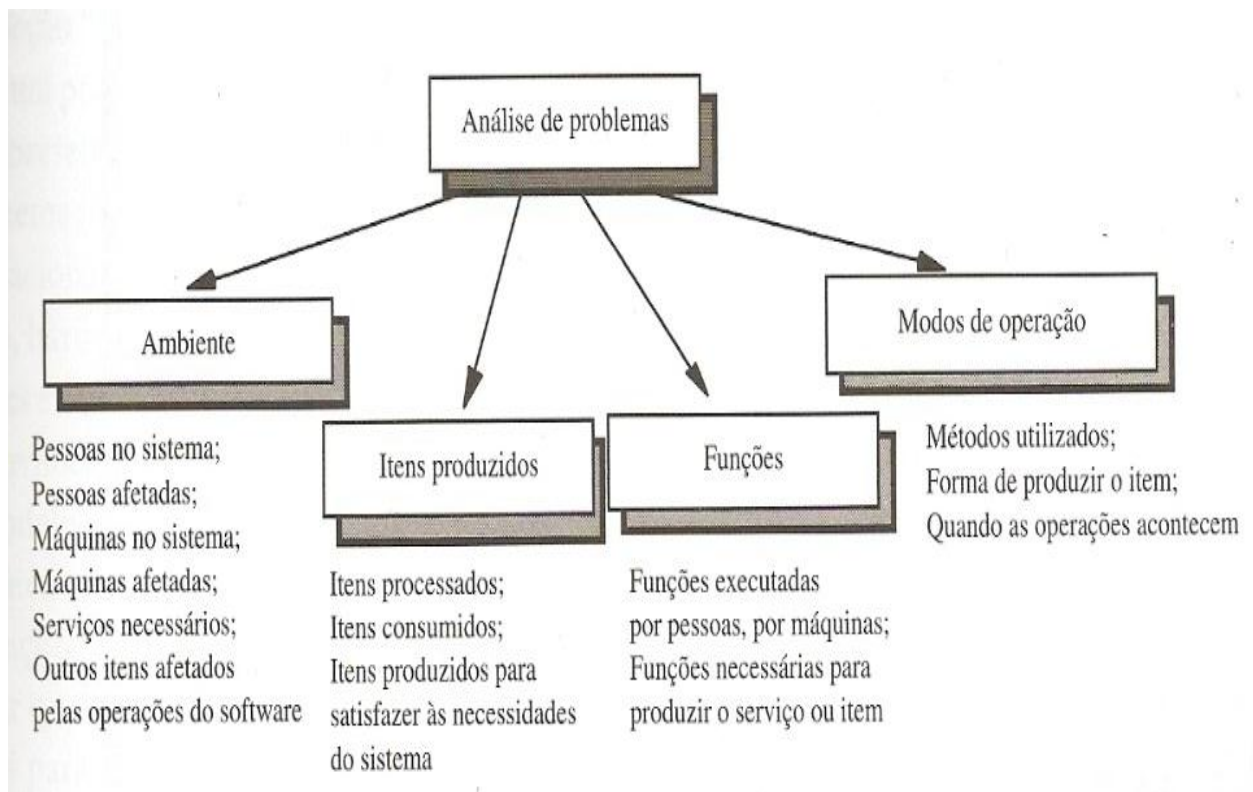 Análise de problemas
Ambiente
Pessoas no sistema;
Pessoas afetadas;
Máquinas no sistema;
Máquinas afetadas;
Serviços necessários;
Outros itens afetados
pelas operações do software
Itens produzidos
Itens processados;
Itens consumidos;
Itens produzidos para
satisfazer às necessidades
do sistema
Funções
Funções executadas
por pessoas, por máquinas;
Funções necessárias para
produzir o serviço ou item
Modos de operação
Métodos utilizados;
Forma de produzir o item;
Quando as operações acontecem